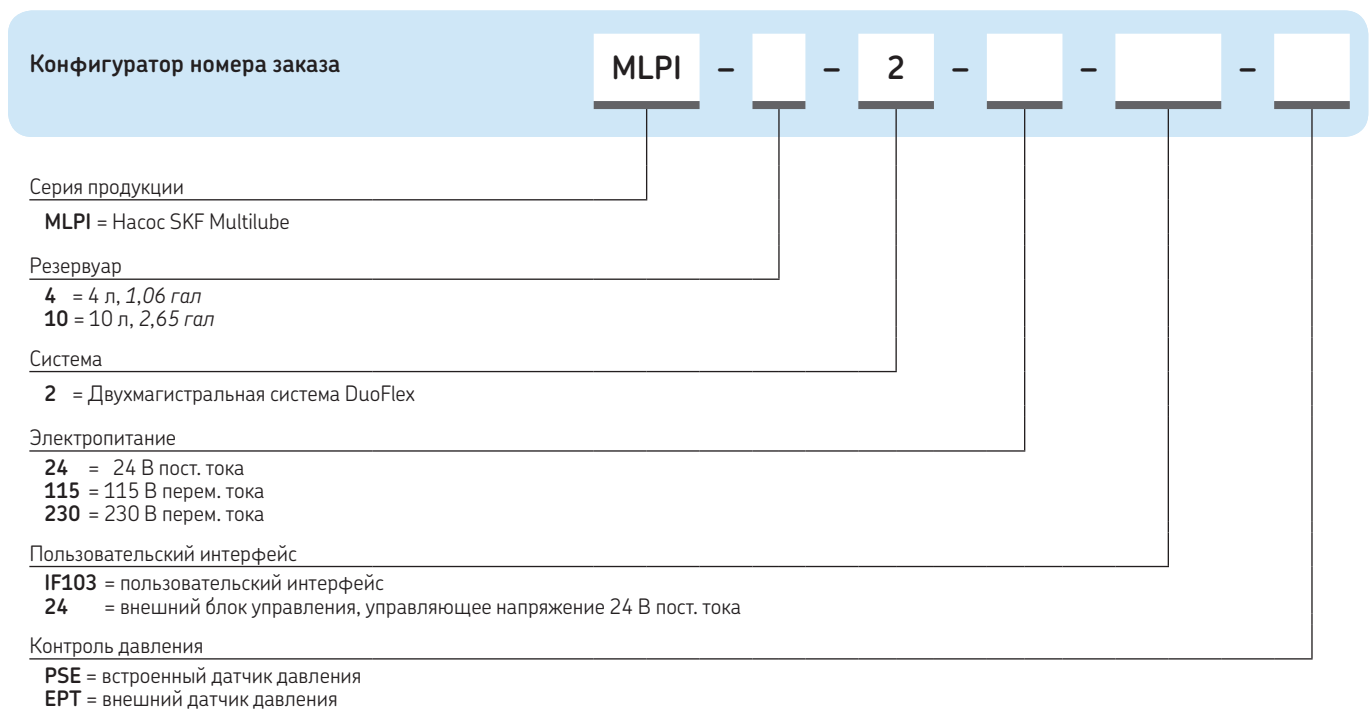 Конфигуратор номера заказа MLPI – – 2 – – –
Серия продукции
MLPI = Насос SKF Multilube
Резервуар
4 = 4 л, 1,06 гал
10 = 10 л, 2,65 гал
Система
2 = Двухмагистральная система DuoFlex
Электропитание
24 = 24 В пост. тока
115 = 115 В перем. тока
230 = 230 В перем. тока
Пользовательский интерфейс
IF103 = пользовательский интерфейс
24 = внешний блок управления, управляющее напряжение 24 В пост. тока
Контроль давления
PSE = встроенный датчик давления
EPT = внешний датчик давления